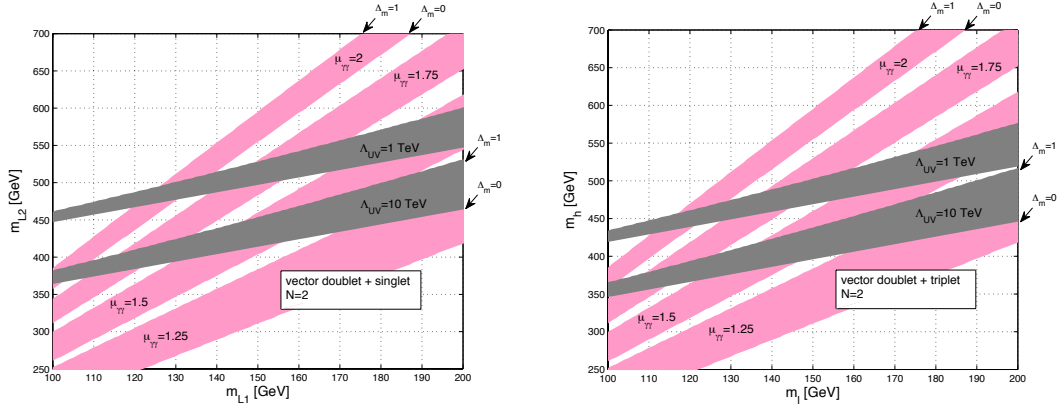 Δm=1 Δm=0
700
650
600
550
500
450
400
350
300
250
mL2 [GeV]
μγγ=2
μγγ=1.75
ΛUV=1 TeV
Δm=1
ΛUV=10 TeV
Δm=0
vector doublet + singlet
N=2
μγγ=1.5
μγγ=1.25
100 110 120 130 140 150 160 170 180 190 200
mL1 [GeV]
Δm=1 Δm=0
700
650
600
550
500
450
400
350
300
250
mh [GeV]
μγγ=2
μγγ=1.75
ΛUV=1 TeV
Δm=1
ΛUV=10 TeV
Δm=0
vector doublet + triplet
N=2
μγγ=1.5
μγγ=1.25
100 110 120 130 140 150 160 170 180 190 200
ml [GeV]